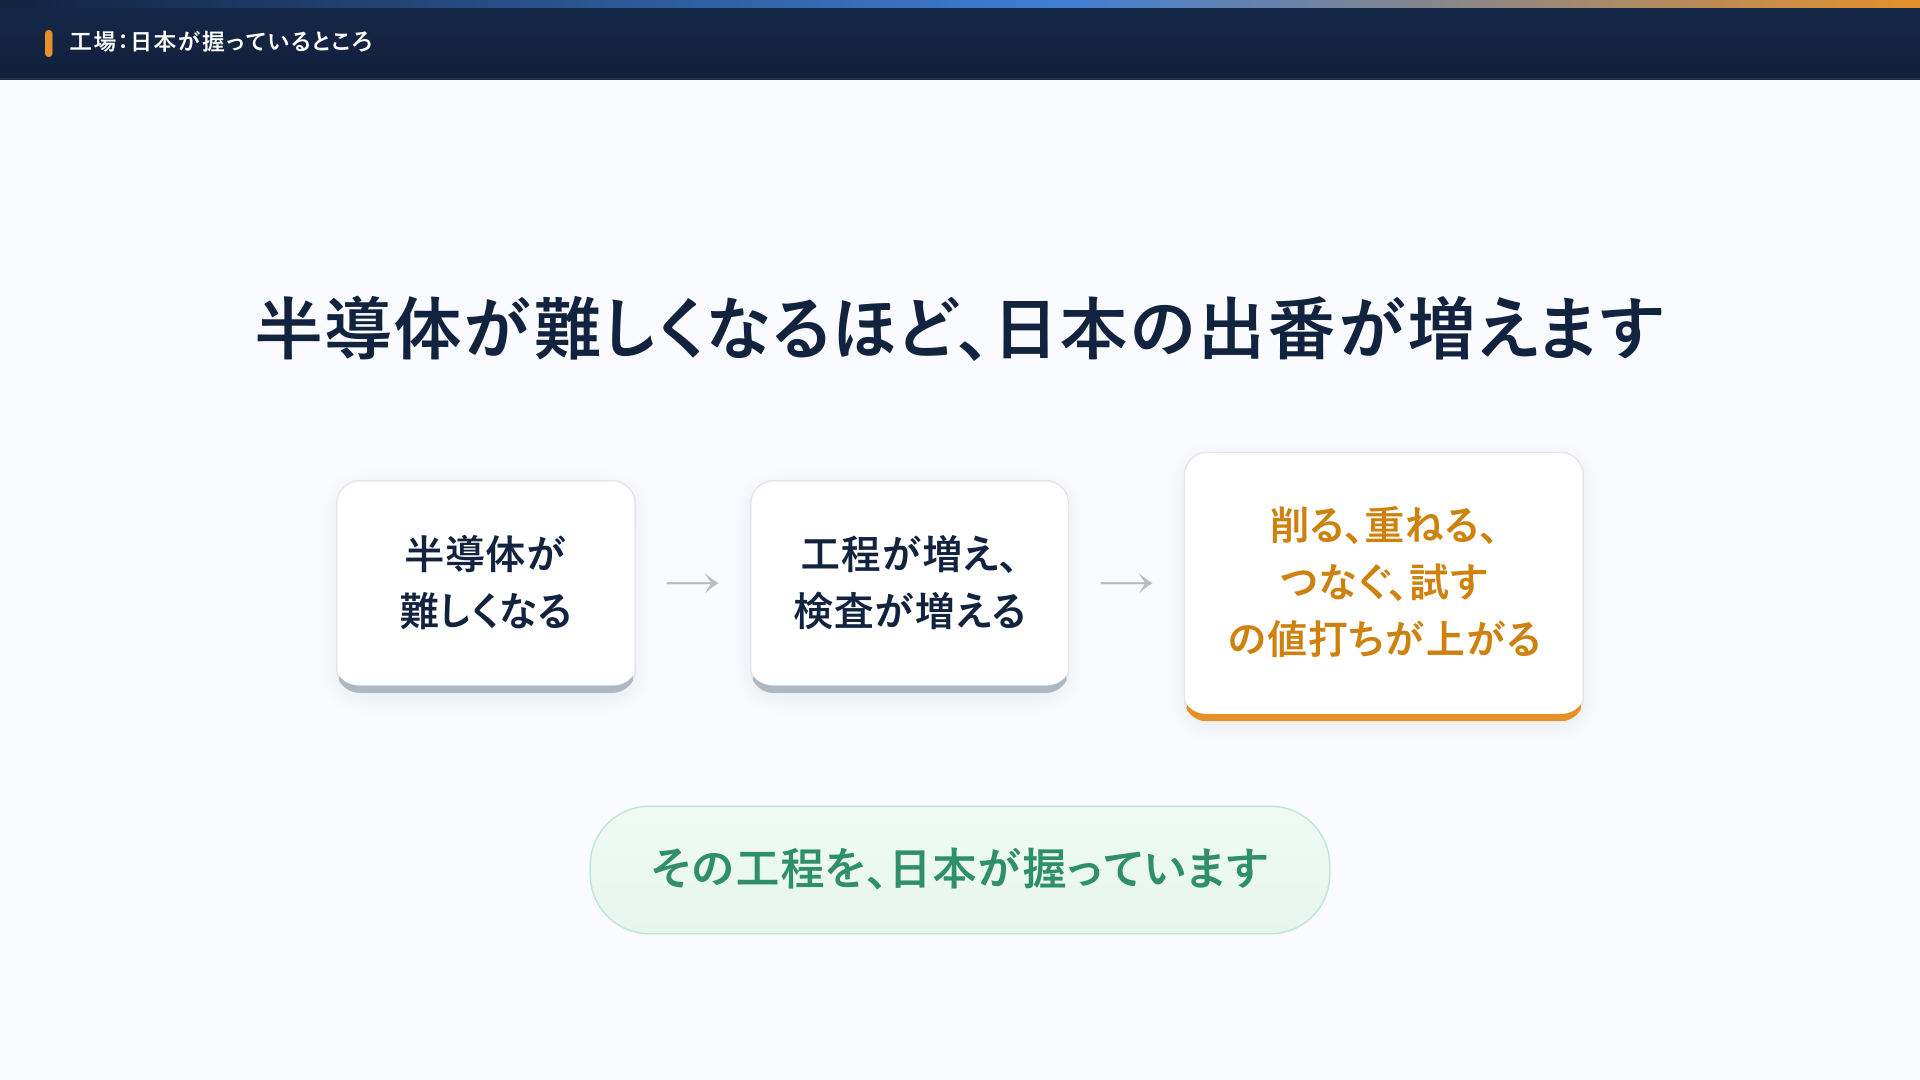 工場：日本が握っているところ
半導体が難しくなるほど、日本の出番が増えます
半導体が
難しくなる
工程が増え、
検査が増える
削る、重ねる、
つなぐ、試す
の値打ちが上がる
その工程を、日本が握っています